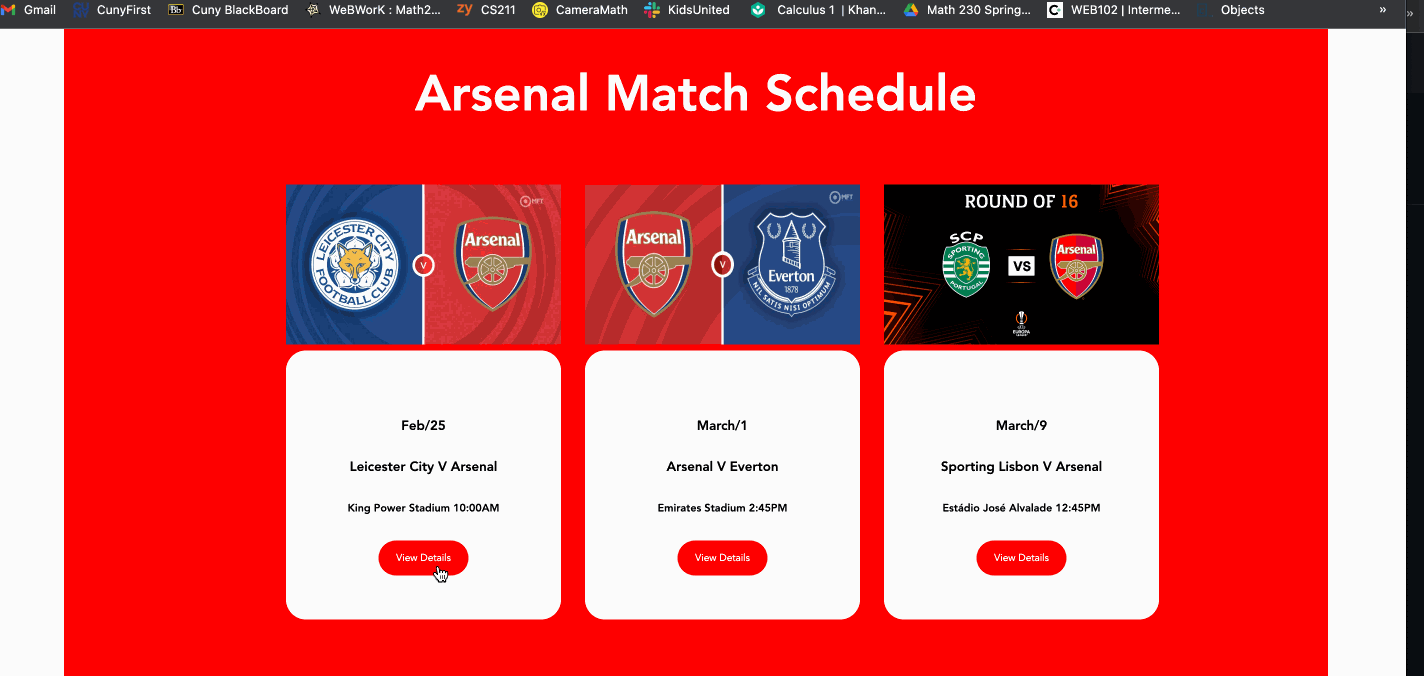 Gmail CunyFirst Cuny BlackBoard WeBWorK : Math2... CS211 CameraMath KidsUnited Calculus 1 | Khan... Math 230 Spring... WEB102 | Interme... Objects » »
Arsenal Match Schedule
LEICESTER CITY FOOTBALL CLUB
V
Arsenal
MFT
Arsenal
V
Everton
1878
NIL SATIS NISI OPTIMUM
MFT
ROUND OF 16
SCP
SPORTING
PORTUGAL
VS
Arsenal
EUROPA
LEAGUE
Feb/25
Leicester City V Arsenal
King Power Stadium 10:00AM
View Details
March/1
Arsenal V Everton
Emirates Stadium 2:45PM
View Details
March/9
Sporting Lisbon V Arsenal
Estádio José Alvalade 12:45PM
View Details